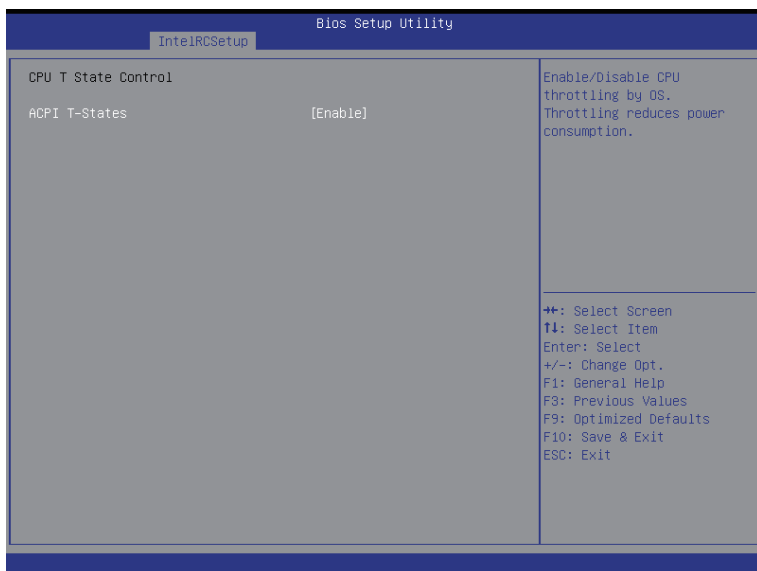 Bios Setup Utility
IntelRCSetup
CPU T State Control
ACPI T-States [Enable]
Enable/Disable CPU
throttling by OS.
Throttling reduces power
consumption.
→←: Select Screen
↑↓: Select Item
Enter: Select
+/-: Change Opt.
F1: General Help
F3: Previous Values
F9: Optimized Defaults
F10: Save & Exit
ESC: Exit